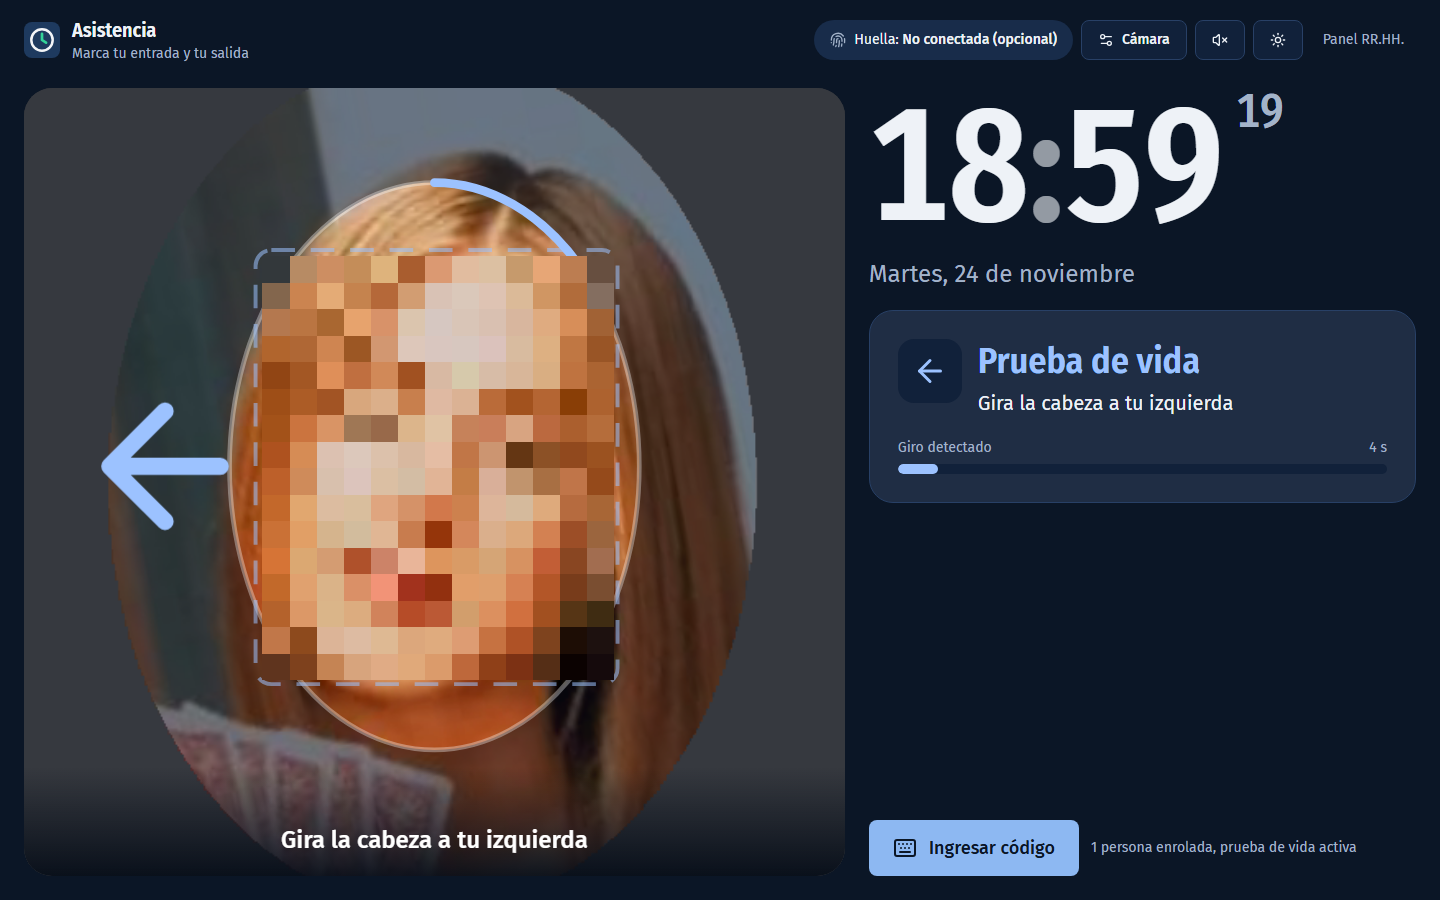 Asistencia
Marca tu entrada y tu salida
Huella: No conectada (opcional)
Cámara
Panel RR.HH.
18:59 19
Martes, 24 de noviembre
Prueba de vida
Gira la cabeza a tu izquierda
Giro detectado
4 s
Gira la cabeza a tu izquierda
Ingresar código
1 persona enrolada, prueba de vida activa